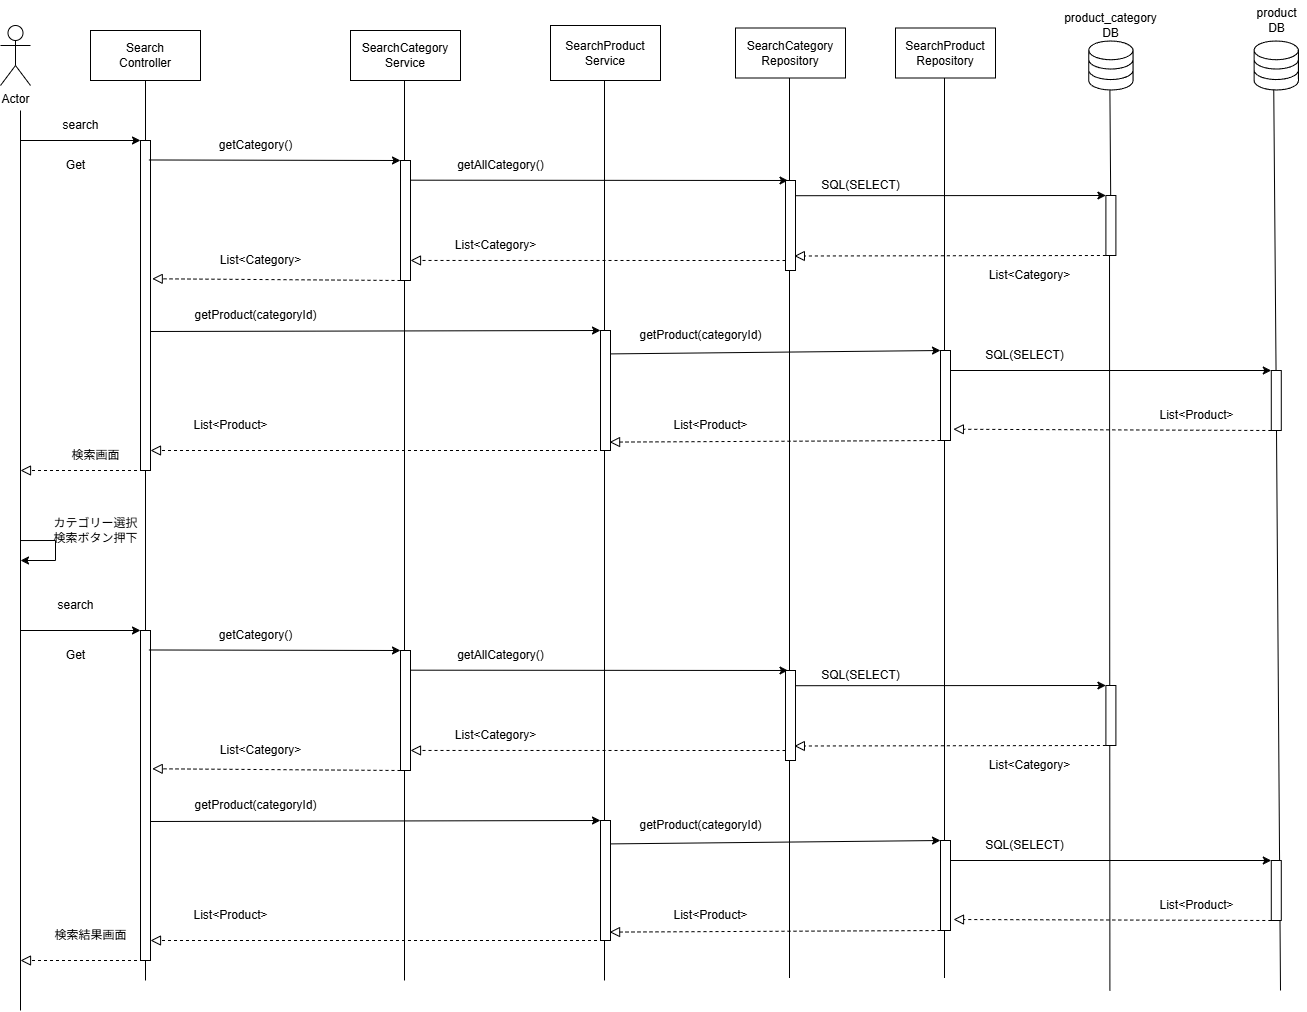 Actor
Search
Controller
SearchCategory
Service
SearchProduct
Service
SearchCategory
Repository
SearchProduct
Repository
product_category
DB
product
DB
search
Get
getCategory()
getAllCategory()
SQL(SELECT)
List<Category>
List<Category>
List<Category>
getProduct(categoryId)
getProduct(categoryId)
SQL(SELECT)
List<Product>
List<Product>
List<Product>
検索画面
カテゴリー選択
検索ボタン押下
search
Get
getCategory()
getAllCategory()
SQL(SELECT)
List<Category>
List<Category>
List<Category>
getProduct(categoryId)
getProduct(categoryId)
SQL(SELECT)
List<Product>
List<Product>
List<Product>
検索結果画面